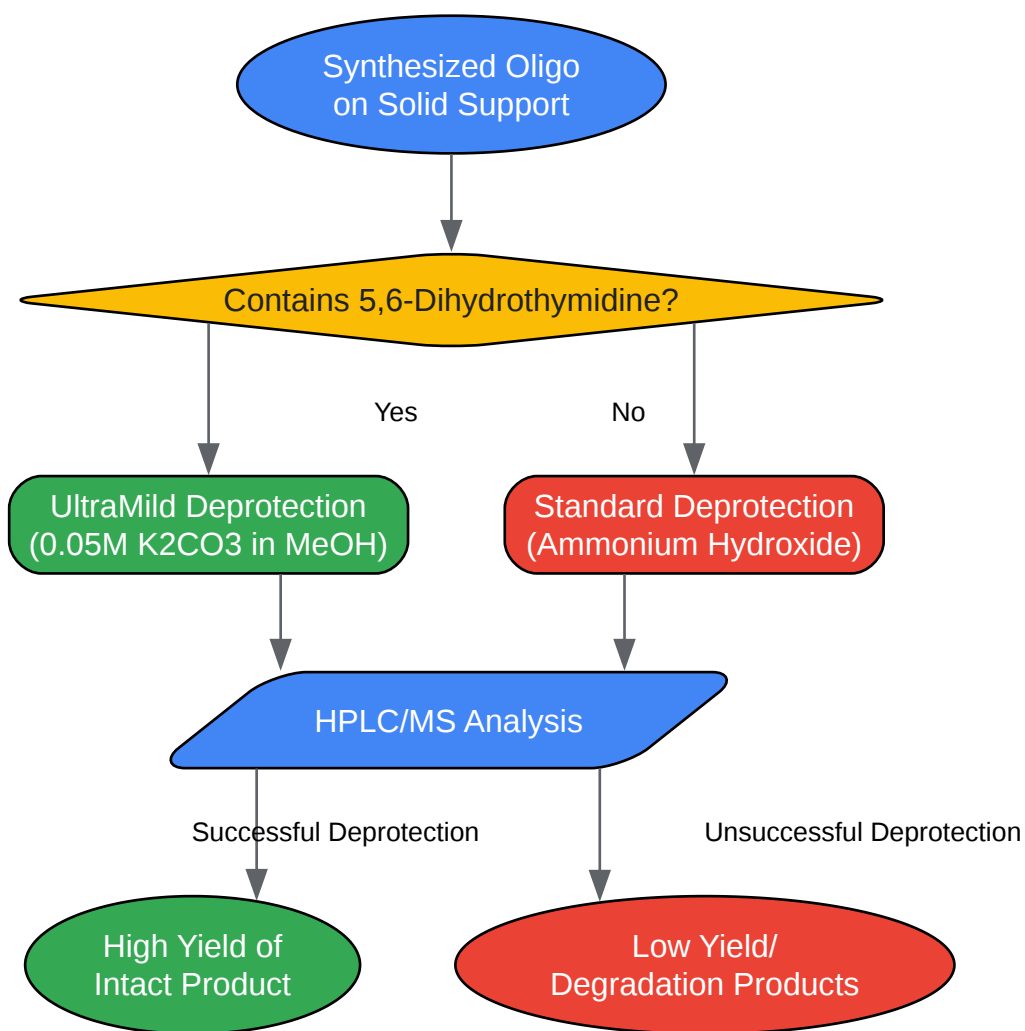 Synthesized Oligo
on Solid Support
Contains 5,6-Dihydrothymidine?
Yes
No
UltraMild Deprotection
(0.05M K2CO3 in MeOH)
Standard Deprotection
(Ammonium Hydroxide)
HPLC/MS Analysis
Successful Deprotection
Unsuccessful Deprotection
High Yield of
Intact Product
Low Yield/
Degradation Products